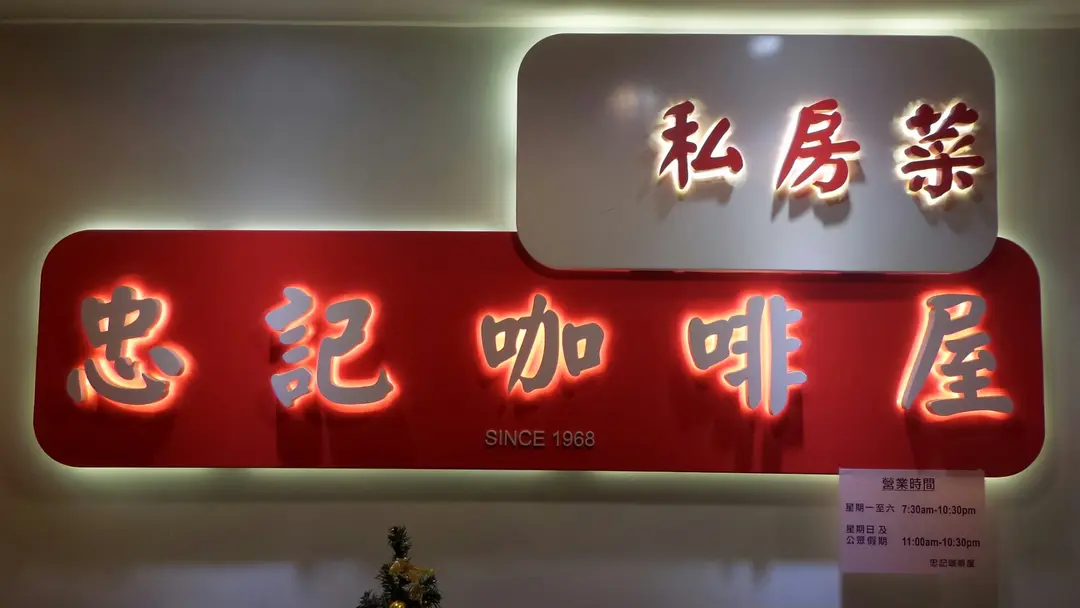 私房菜
忠記咖啡屋
SINCE 1968
營業時間
星期一至六 7:30am-10:30pm
星期日及
公眾假期 11:00am-10:30pm
忠記咖啡屋